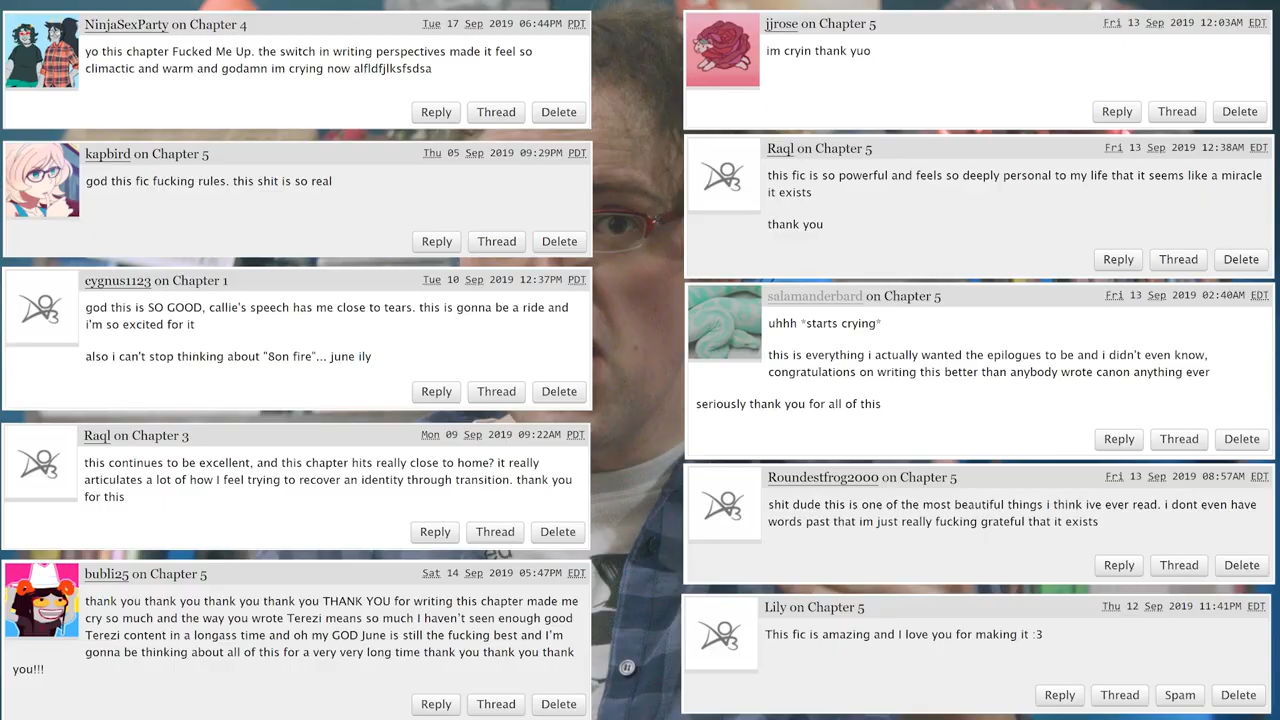 NinjaSexParty on Chapter 4
Tue 17 Sep 2019 06:44PM PDT
yo this chapter Fucked Me Up. the switch in writing perspectives made it feel so
climactic and warm and godamn im crying now alfldfjlksfsdsa
Reply Thread Delete
kapbird on Chapter 5
Thu 05 Sep 2019 09:29PM PDT
god this fic fucking rules. this shit is so real
Reply Thread Delete
cygnus1123 on Chapter 1
Tue 10 Sep 2019 12:37PM PDT
god this is SO GOOD, callie's speech has me close to tears. this is gonna be a ride and
i'm so excited for it
also i can't stop thinking about "8on fire"... june ily
Reply Thread Delete
Raql on Chapter 3
Mon 09 Sep 2019 09:22AM PDT
this continues to be excellent, and this chapter hits really close to home? it really
articulates a lot of how I feel trying to recover an identity through transition. thank you
for this
Reply Thread Delete
bubli25 on Chapter 5
Sat 14 Sep 2019 05:47PM EDT
thank you thank you thank you thank you THANK YOU for writing this chapter made me
cry so much and the way you wrote Terezi means so much I haven't seen enough good
Terezi content in a longass time and oh my GOD June is still the fucking best and I'm
gonna be thinking about all of this for a very very long time thank you thank you thank
you!!!
Reply Thread Delete
jjrose on Chapter 5
Fri 13 Sep 2019 12:03AM EDT
im cryin thank yuo
Reply Thread Delete
Raql on Chapter 5
Fri 13 Sep 2019 12:38AM EDT
this fic is so powerful and feels so deeply personal to my life that it seems like a miracle
it exists
thank you
Reply Thread Delete
salamanderbard on Chapter 5
Fri 13 Sep 2019 02:40AM EDT
uhhh *starts crying*
this is everything i actually wanted the epilogues to be and i didn't even know,
congratulations on writing this better than anybody wrote canon anything ever
seriously thank you for all of this
Reply Thread Delete
Roundestfrog2000 on Chapter 5
Fri 13 Sep 2019 08:57AM EDT
shit dude this is one of the most beautiful things i think ive ever read. i dont even have
words past that im just really fucking grateful that it exists
Reply Thread Delete
Lily on Chapter 5
Thu 12 Sep 2019 11:41PM EDT
This fic is amazing and I love you for making it :3
Reply Thread Spam Delete